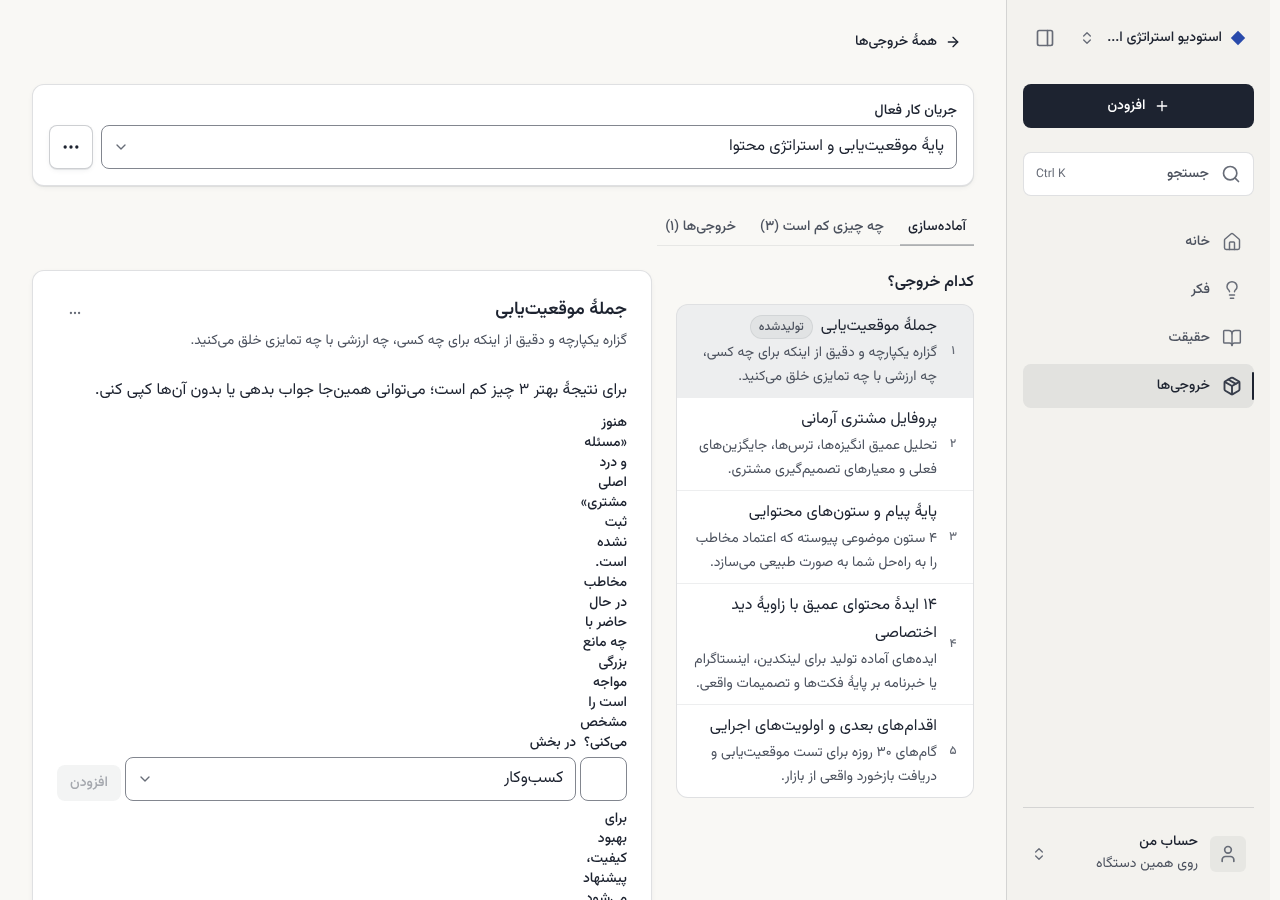 استودیو استراتژی ا...
افزودن
جستجو
Ctrl K
خانه
فکر
حقیقت
خروجی‌ها
حساب من
روی همین دستگاه
همهٔ خروجی‌ها
جریان کار فعال
پایهٔ موقعیت‌یابی و استراتژی محتوا
آماده‌سازی
چه چیزی کم است (۳)
خروجی‌ها (۱)
کدام خروجی؟
جملهٔ موقعیت‌یابی
تولیدشده
۱
گزاره یکپارچه و دقیق از اینکه برای چه کسی،
چه ارزشی با چه تمایزی خلق می‌کنید.
پروفایل مشتری آرمانی
۲
تحلیل عمیق انگیزه‌ها، ترس‌ها، جایگزین‌های
فعلی و معیارهای تصمیم‌گیری مشتری.
پایهٔ پیام و ستون‌های محتوایی
۳
۴ ستون موضوعی پیوسته که اعتماد مخاطب
را به راه‌حل شما به صورت طبیعی می‌سازد.
۱۴ ایدهٔ محتوای عمیق با زاویهٔ دید
اختصاصی
۴
ایده‌های آماده تولید برای لینکدین، اینستاگرام
یا خبرنامه بر پایهٔ فکت‌ها و تصمیمات واقعی.
اقدام‌های بعدی و اولویت‌های اجرایی
۵
گام‌های ۳۰ روزه برای تست موقعیت‌یابی و
دریافت بازخورد واقعی از بازار.
جملهٔ موقعیت‌یابی
...
گزاره یکپارچه و دقیق از اینکه برای چه کسی، چه ارزشی با چه تمایزی خلق می‌کنید.
برای نتیجهٔ بهتر ۳ چیز کم است؛ می‌توانی همین‌جا جواب بدهی یا بدون آن‌ها کپی کنی.
هنوز
«مسئله
و درد
اصلی
مشتری»
ثبت
نشده
است.
مخاطب
در حال
حاضر با
چه مانع
بزرگی
مواجه
است را
مشخص
می‌کنی؟
در بخش
کسب‌وکار
افزودن
برای
بهبود
کیفیت،
پیشنهاد
می‌شود